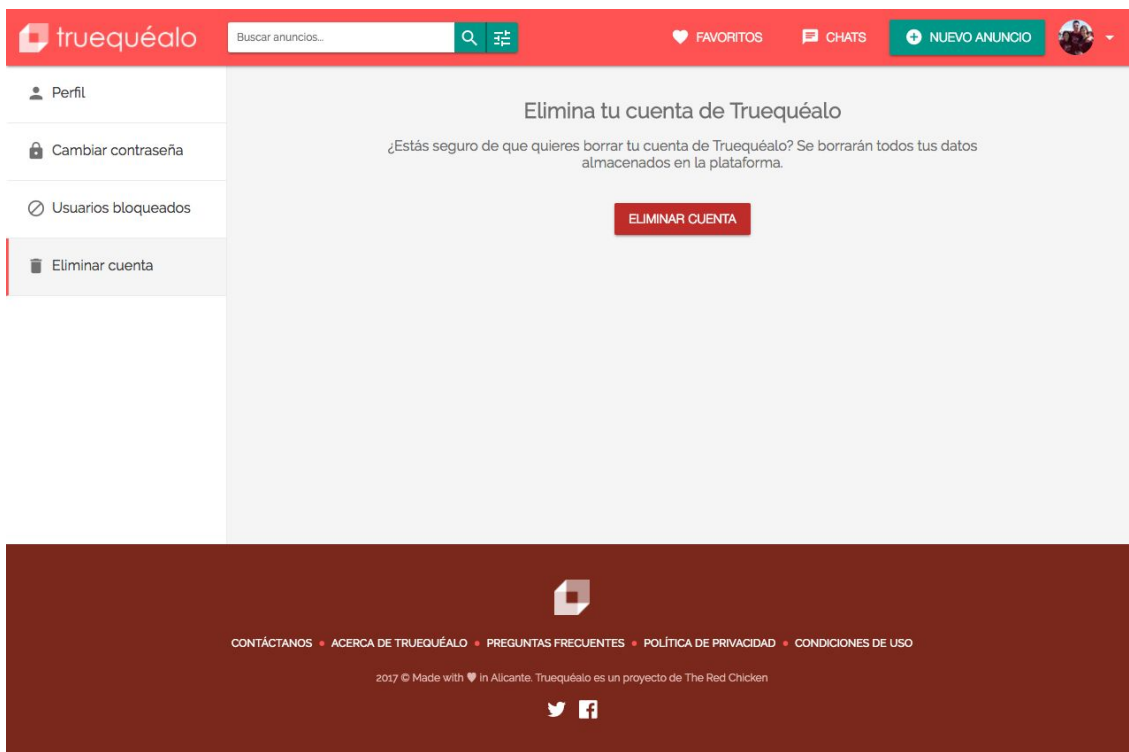 truequéalo
Buscar anuncios...
FAVORITOS
CHATS
NUEVO ANUNCIO
Perfil
Cambiar contraseña
Usuarios bloqueados
Eliminar cuenta
Elimina tu cuenta de Truequéalo
¿Estás seguro de que quieres borrar tu cuenta de Truequéalo? Se borrarán todos tus datos
almacenados en la plataforma.
ELIMINAR CUENTA
CONTÁCTANOS • ACERCA DE TRUEQUÉALO • PREGUNTAS FRECUENTES • POLÍTICA DE PRIVACIDAD • CONDICIONES DE USO
2017 © Made with ♥ in Alicante. Truequéalo es un proyecto de The Red Chicken